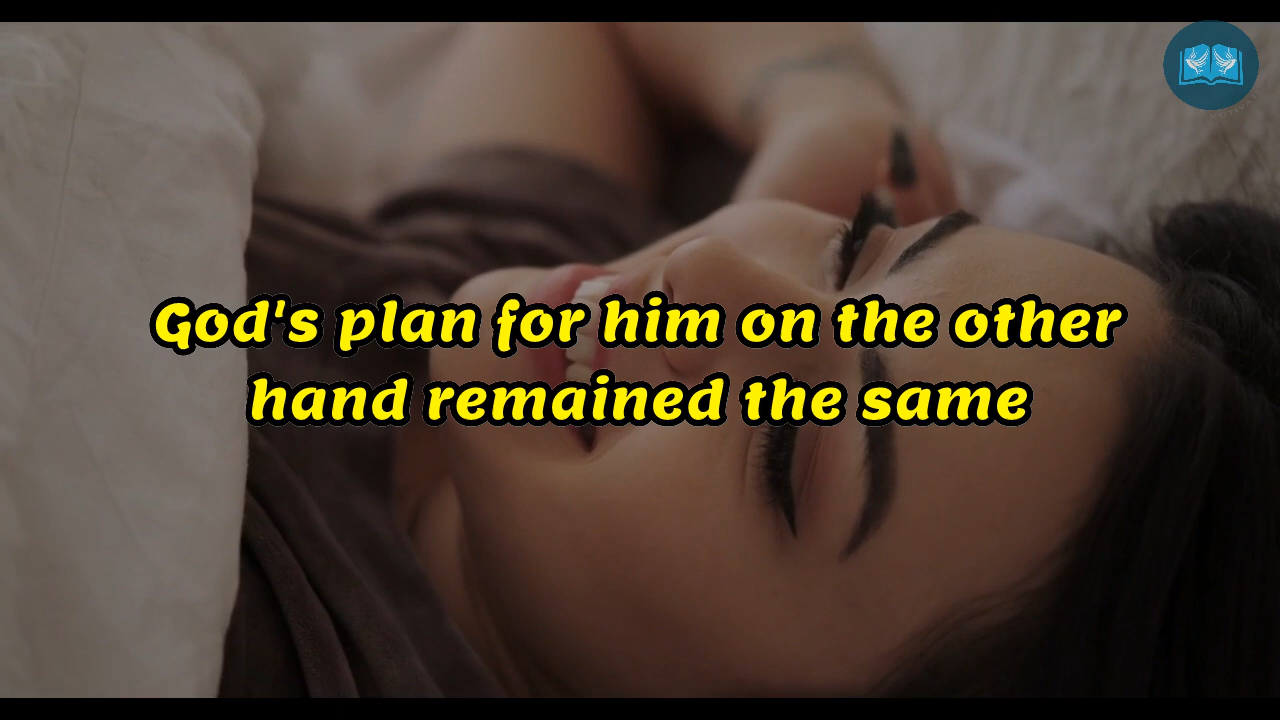 God's plan for him on the other
hand remained the same